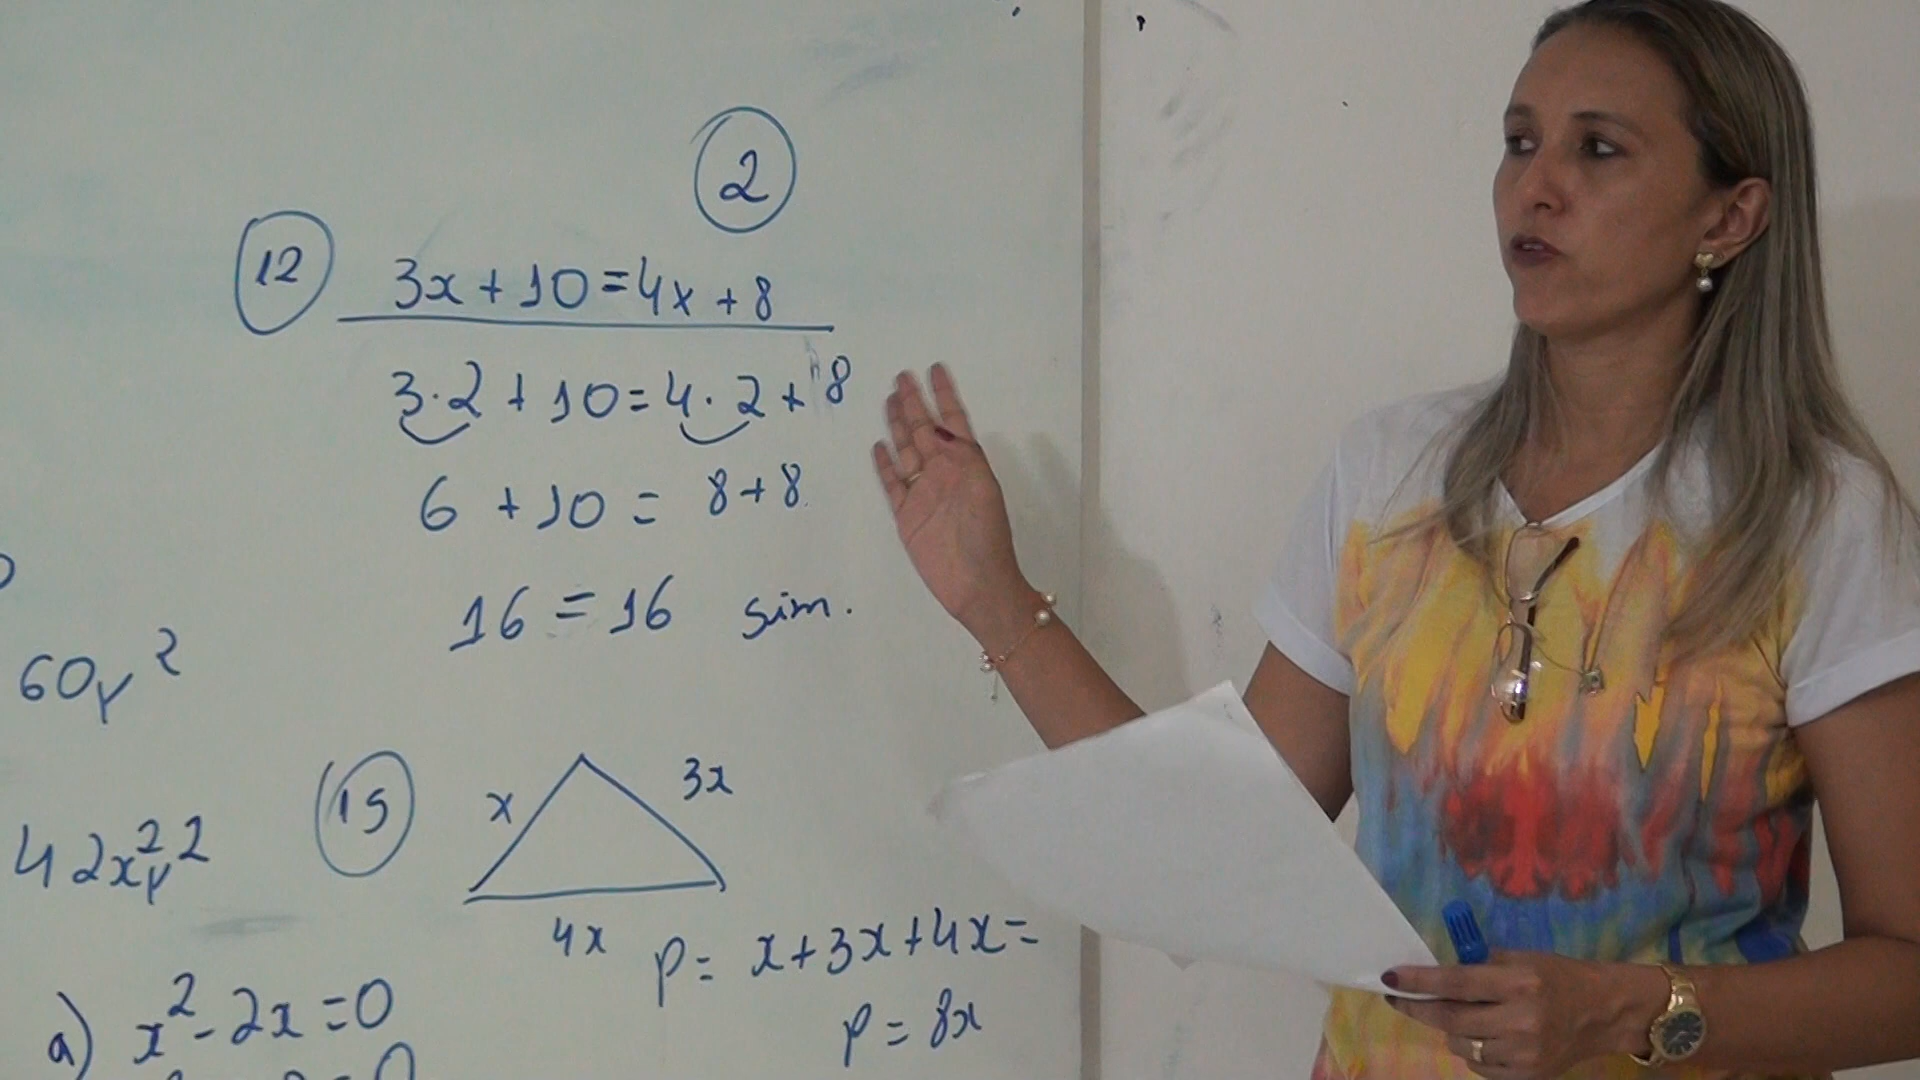 2
12 3x + 10 = 4x + 8
3·2 + 10 = 4·2 + 8
6 + 10 = 8 + 8
16 = 16 sim.
60y²
42x²y²
15 x 3x
4x
p = x + 3x + 4x =
p = 8x
a) x² - 2x = 0